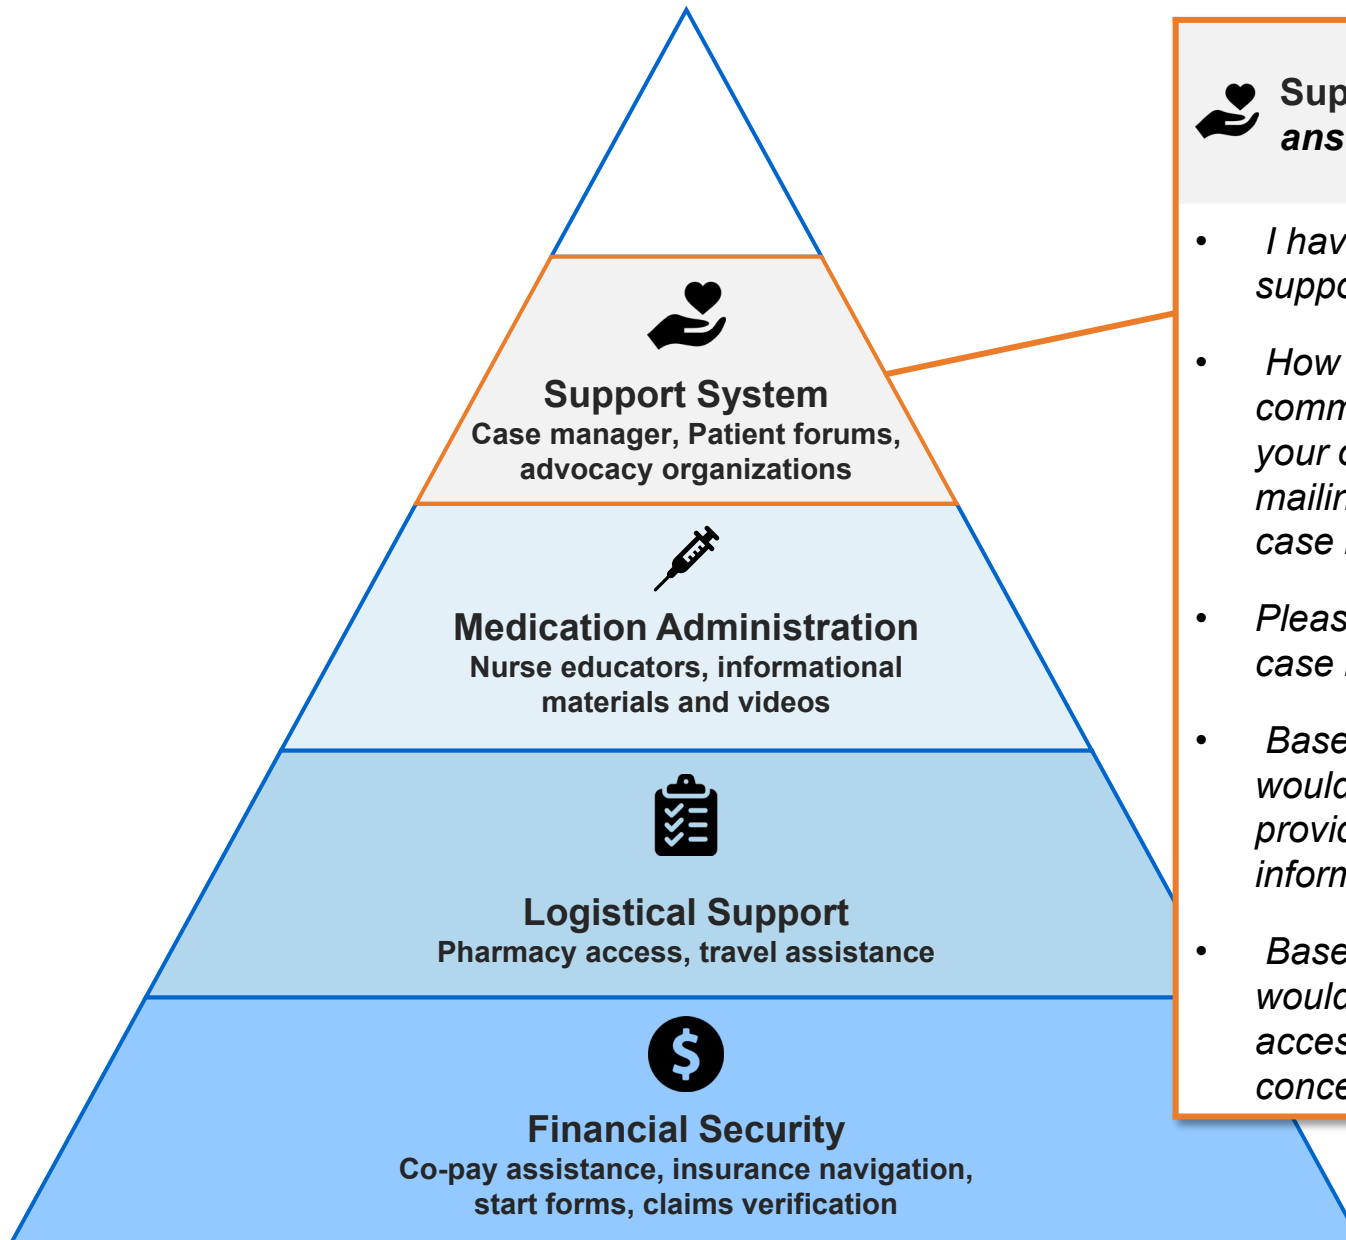 Support System
Case manager, Patient forums,
advocacy organizations
Medication Administration
Nurse educators, informational
materials and videos
Logistical Support
Pharmacy access, travel assistance
$
Financial Security
Co-pay assistance, insurance navigation,
start forms, claims verification
Sup
ans
• I hav
suppo
• How
comm
your
mailin
case
• Pleas
case
• Base
would
provid
inform
• Base
would
acces
conce